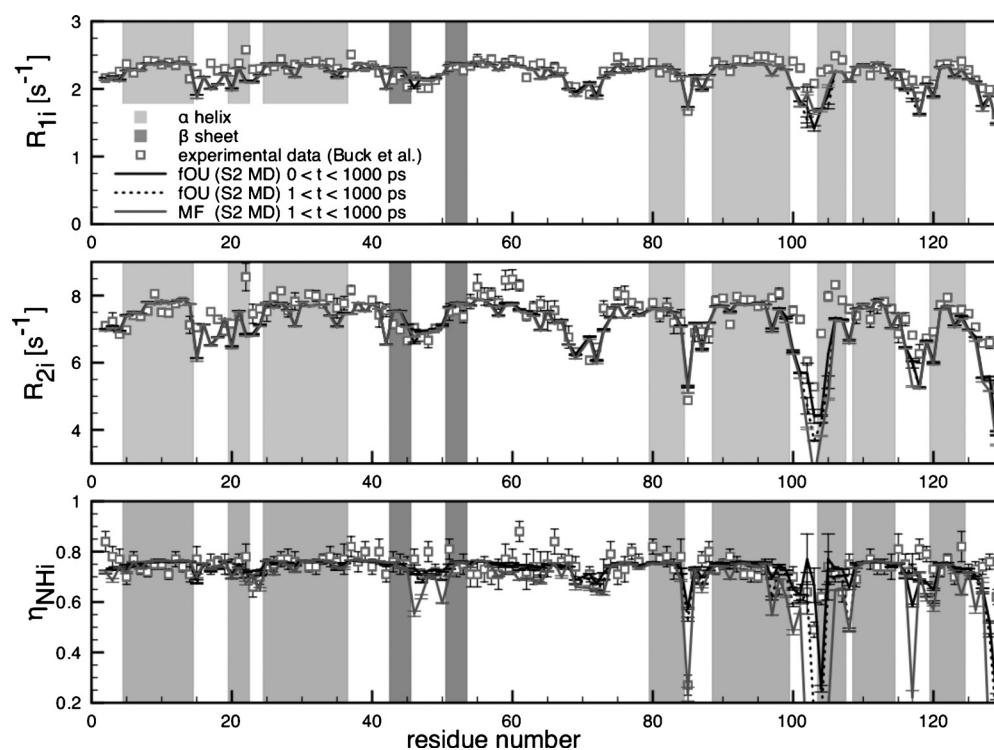 3
2
1
0
R1i [s-1]
α helix
β sheet
experimental data (Buck et al.)
fOU (S2 MD) 0 < t < 1000 ps
fOU (S2 MD) 1 < t < 1000 ps
MF (S2 MD) 1 < t < 1000 ps
0 20 40 60 80 100 120
8
6
4
R2i [s-1]
0 20 40 60 80 100 120
1
0.8
0.6
0.4
0.2
ηNHi
0 20 40 60 80 100 120
residue number